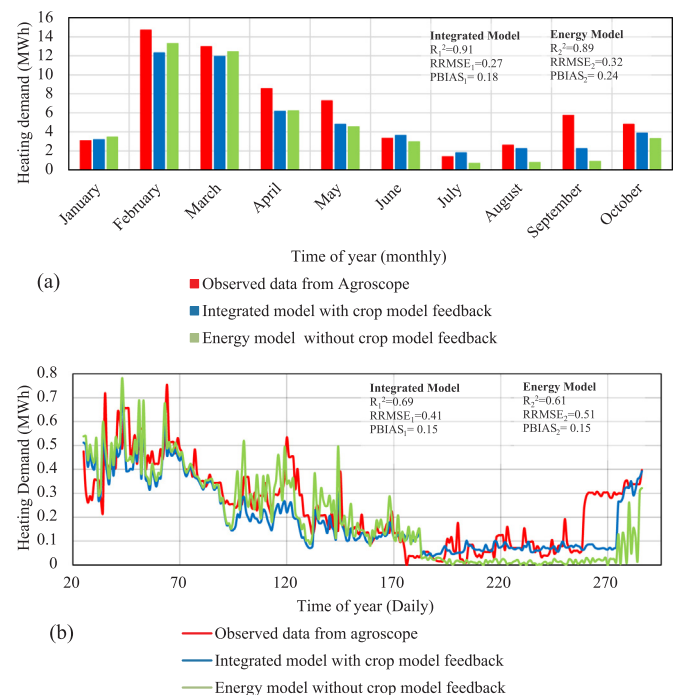 16
14
12
10
8
6
4
2
0
Heating demand (MWh)
Integrated Model
R₁²=0.91
RRMSE₁=0.27
PBIAS₁= 0.18
Energy Model
R₂²=0.89
RRMSE₂=0.32
PBIAS₂= 0.24
January
February
March
April
May
June
July
August
September
October
Time of year (monthly)
(a)
Observed data from Agroscope
Integrated model with crop model feedback
Energy model without crop model feedback
0.8
0.7
0.6
0.5
0.4
0.3
0.2
0.1
0
Heating Demand (MWh)
Integrated Model
R₁²=0.69
RRMSE₁=0.41
PBIAS₁= 0.15
Energy Model
R₂²=0.61
RRMSE₂=0.51
PBIAS₂= 0.15
20 70 120 170 220 270
Time of year (Daily)
(b)
Observed data from agroscope
Integrated model with crop model feedback
Energy model without crop model feedback